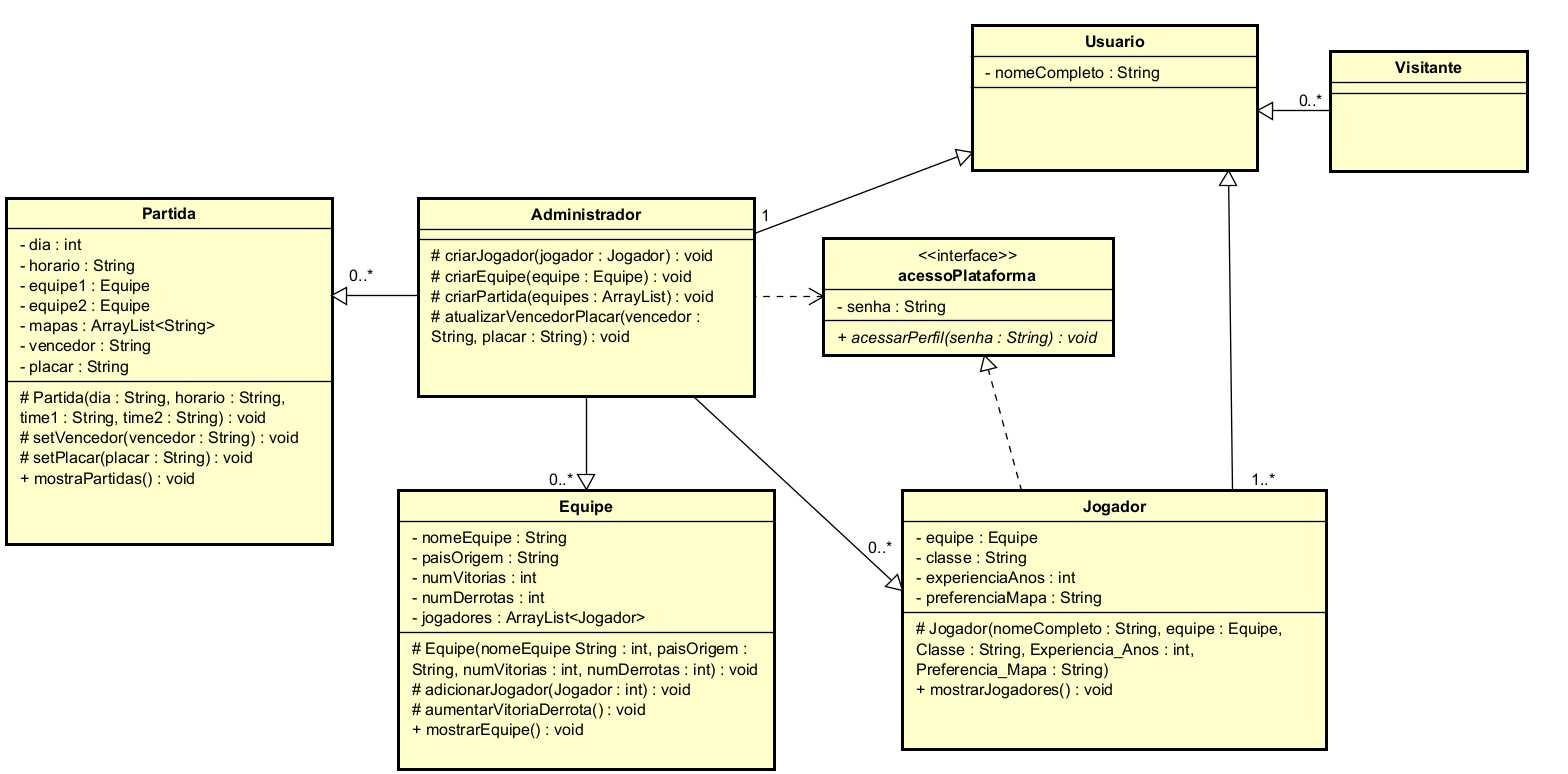 Usuario
- nomeCompleto : String
Visitante
0..*
1
Partida
- dia : int
- horario : String
- equipe1 : Equipe
- equipe2 : Equipe
- mapas : ArrayList<String>
- vencedor : String
- placar : String
# Partida(dia : String, horario : String,
time1 : String, time2 : String) : void
# setVencedor(vencedor : String) : void
# setPlacar(placar : String) : void
+ mostraPartidas() : void
0..*
Administrador
# criarJogador(jogador : Jogador) : void
# criarEquipe(equipe : Equipe) : void
# criarPartida(equipes : ArrayList) : void
# atualizarVencedorPlacar(vencedor :
String, placar : String) : void
<<interface>>
acessoPlataforma
- senha : String
+ acessarPerfil(senha : String) : void
0..*
Equipe
- nomeEquipe : String
- paisOrigem : String
- numVitorias : int
- numDerrotas : int
- jogadores : ArrayList<Jogador>
# Equipe(nomeEquipe String : int, paisOrigem :
String, numVitorias : int, numDerrotas : int) : void
# adicionarJogador(Jogador : int) : void
# aumentarVitoriaDerrota() : void
+ mostrarEquipe() : void
0..*
1..*
Jogador
- equipe : Equipe
- classe : String
- experienciaAnos : int
- preferenciaMapa : String
# Jogador(nomeCompleto : String, equipe : Equipe,
Classe : String, Experiencia_Anos : int,
Preferencia_Mapa : String)
+ mostrarJogadores() : void